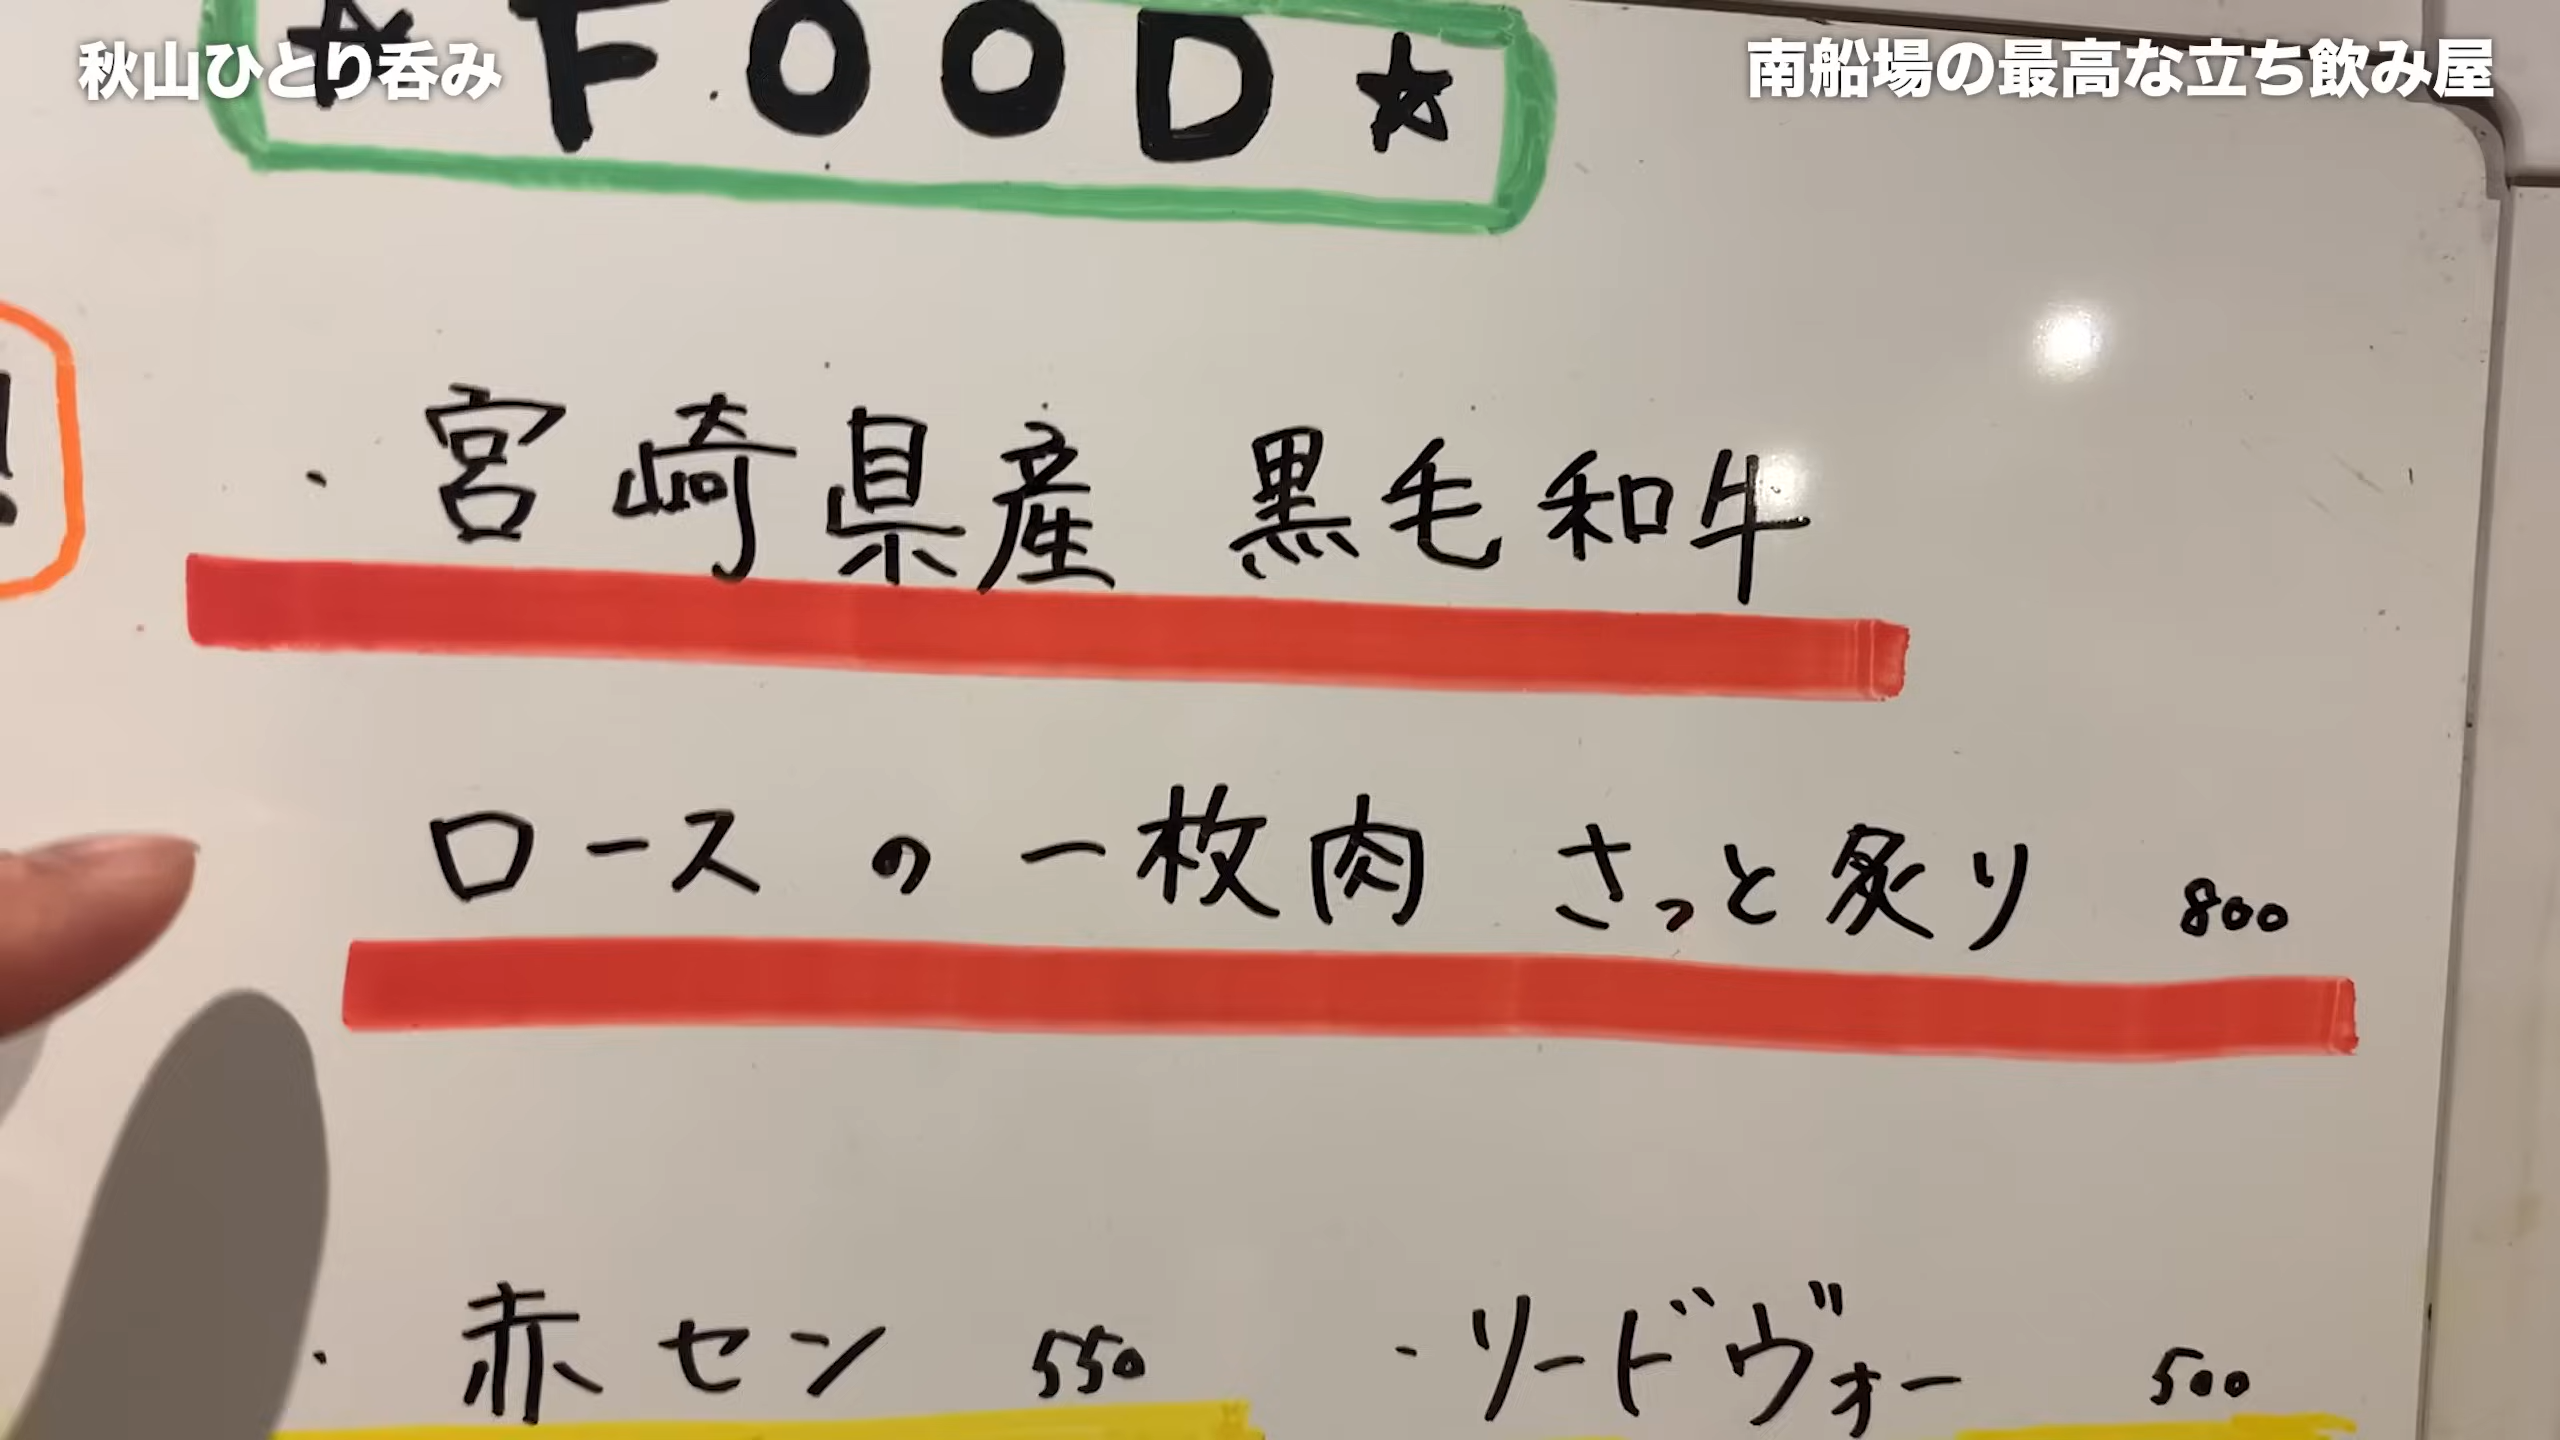 秋山ひとり呑み
南船場の最高な立ち飲み屋
★ FOOD ★
!
・宮崎県産 黒毛和牛
ロースの一枚肉 さっと炙り 800
・赤セン 550
・リードヴォー 500